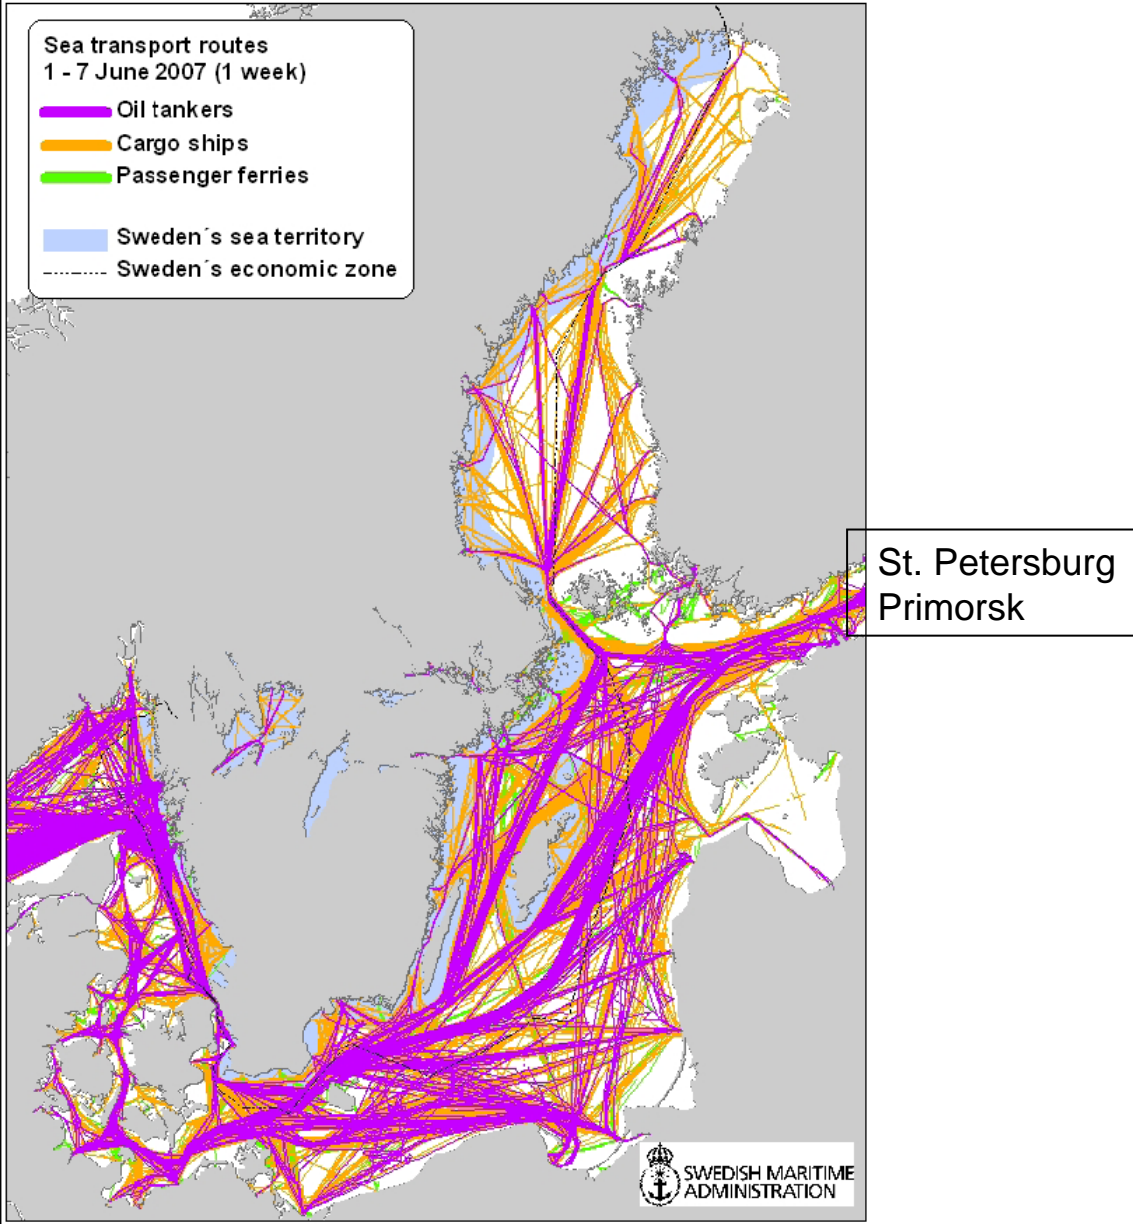 Sea transport routes
1 - 7 June 2007 (1 week)
Oil tankers
Cargo ships
Passenger ferries
Sweden´s sea territory
Sweden´s economic zone
St. Petersburg
Primorsk
SWEDISH MARITIME
ADMINISTRATION